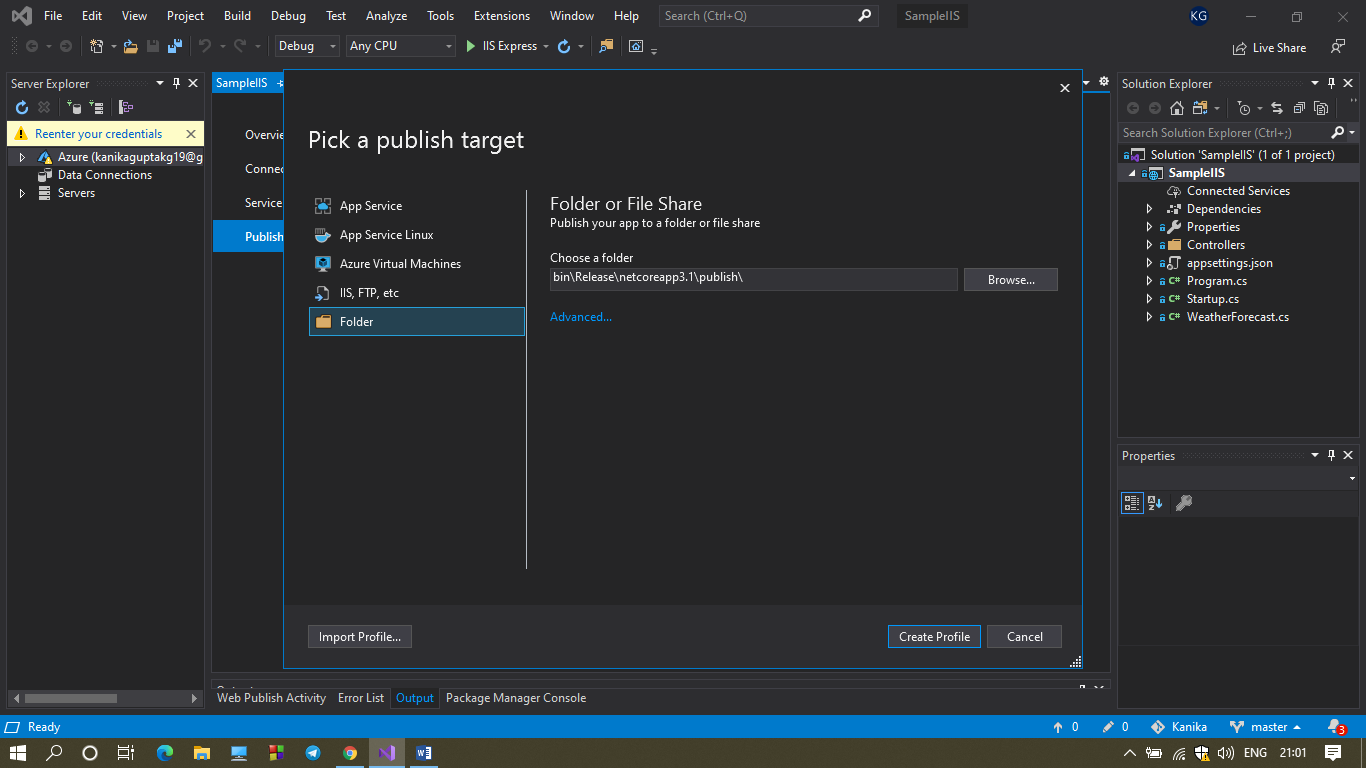 File Edit View Project Build Debug Test Analyze Tools Extensions Window Help Search (Ctrl+Q) SampleIIS KG
Debug Any CPU IIS Express Live Share
Server Explorer
Reenter your credentials
Azure (kanikaguptakg19@g
Data Connections
Servers
SampleIIS
Overvie
Connec
Service
Publish
Pick a publish target
App Service
App Service Linux
Azure Virtual Machines
IIS, FTP, etc
Folder
Folder or File Share
Publish your app to a folder or file share
Choose a folder
bin\Release\netcoreapp3.1\publish\ Browse...
Advanced...
Import Profile... Create Profile Cancel
Solution Explorer
Search Solution Explorer (Ctrl+;)
Solution 'SampleIIS' (1 of 1 project)
SampleIIS
Connected Services
Dependencies
Properties
Controllers
appsettings.json
C# Program.cs
C# Startup.cs
C# WeatherForecast.cs
Properties
Web Publish Activity Error List Output Package Manager Console
Ready 0 0 Kanika master 3
ENG 21:01